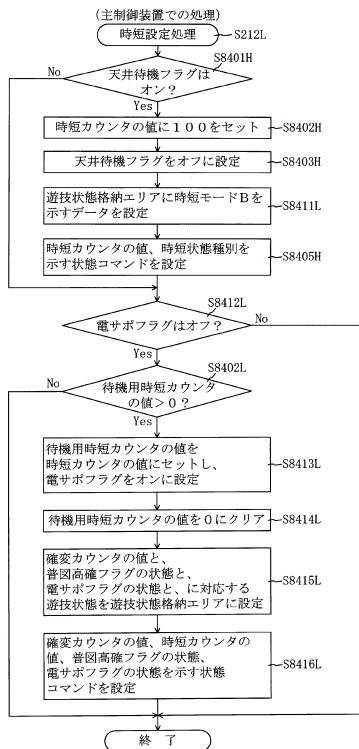 (主制御装置での処理)
時短設定処理
S212L
S8401H
天井待機フラグは
オン？
No
Yes
時短カウンタの値に１００をセット
S8402H
天井待機フラグをオフに設定
S8403H
遊技状態格納エリアに時短モードＢを
示すデータを設定
S8411L
時短カウンタの値、時短状態種別を
示す状態コマンドを設定
S8405H
S8412L
電サポフラグはオフ？
No
Yes
S8402L
待機用時短カウンタ
の値＞０？
No
Yes
待機用時短カウンタの値を
時短カウンタの値にセットし、
電サポフラグをオンに設定
S8413L
待機用時短カウンタの値を０にクリア
S8414L
確変カウンタの値と、
普図高確フラグの状態と、
電サポフラグの状態と、に対応する
遊技状態を遊技状態格納エリアに設定
S8415L
確変カウンタの値、時短カウンタの
値、普図高確フラグの状態、
電サポフラグの状態を示す状態
コマンドを設定
S8416L
終了